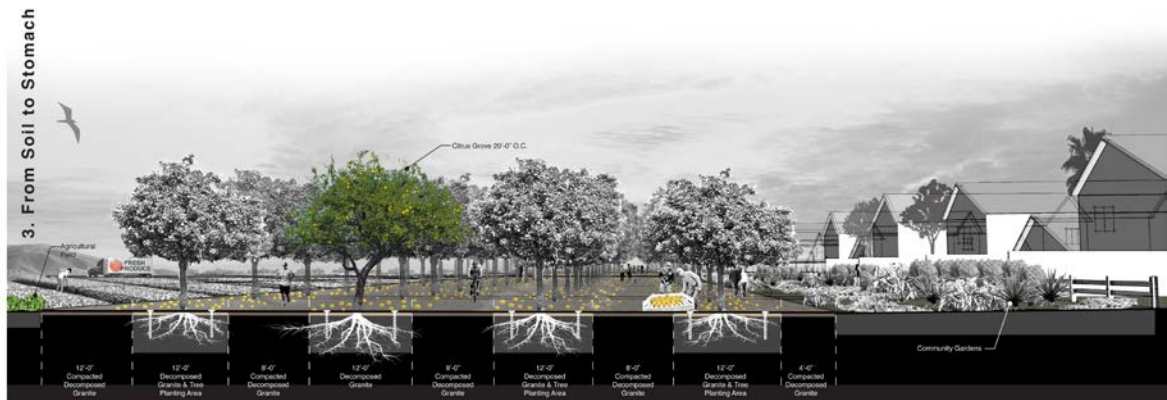 3. From Soil to Stomach
Citrus Grove 20'-0" O.C.
Agricultural
Field
FRESH
PRODUCE
Community Gardens
12'-0"
Compacted
Decomposed
Granite
12'-0"
Decomposed
Granite & Tree
Planting Area
8'-0"
Compacted
Decomposed
Granite
12'-0"
Decomposed
Granite
8'-0"
Compacted
Decomposed
Granite
12'-0"
Decomposed
Granite & Tree
Planting Area
8'-0"
Compacted
Decomposed
Granite
12'-0"
Decomposed
Granite & Tree
Planting Area
4'-0"
Compacted
Decomposed
Granite